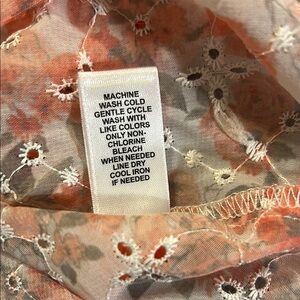 MACHINE
WASH COLD
GENTLE CYCLE
WASH WITH
LIKE COLORS
ONLY NON-
CHLORINE
BLEACH
WHEN NEEDED
LINE DRY
COOL IRON
IF NEEDED